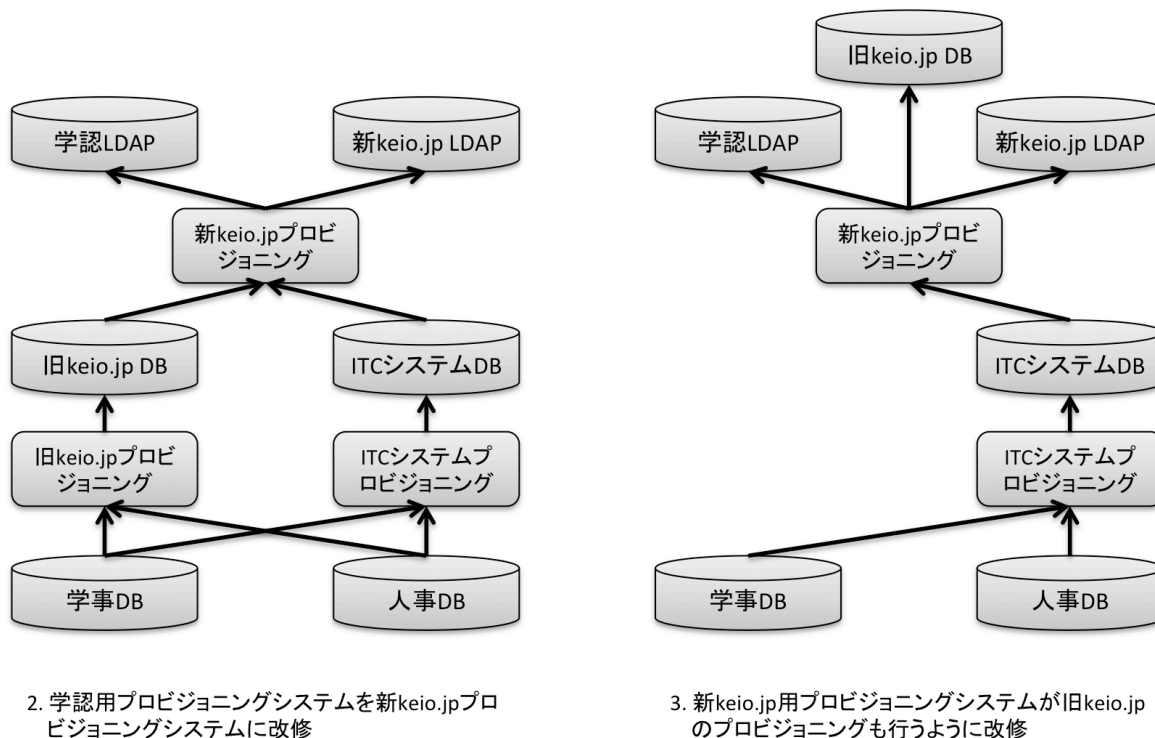 旧keio.jp DB
学認LDAP
新keio.jp LDAP
学認LDAP
新keio.jp LDAP
新keio.jpプロビ
ジョニング
新keio.jpプロビ
ジョニング
旧keio.jp DB
ITCシステムDB
ITCシステムDB
旧keio.jpプロビ
ジョニング
ITCシステムプ
ロビジョニング
ITCシステムプ
ロビジョニング
学事DB
人事DB
学事DB
人事DB
2. 学認用プロビジョニングシステムを新keio.jpプロ
ビジョニングシステムに改修
3. 新keio.jp用プロビジョニングシステムが旧keio.jp
のプロビジョニングも行うように改修